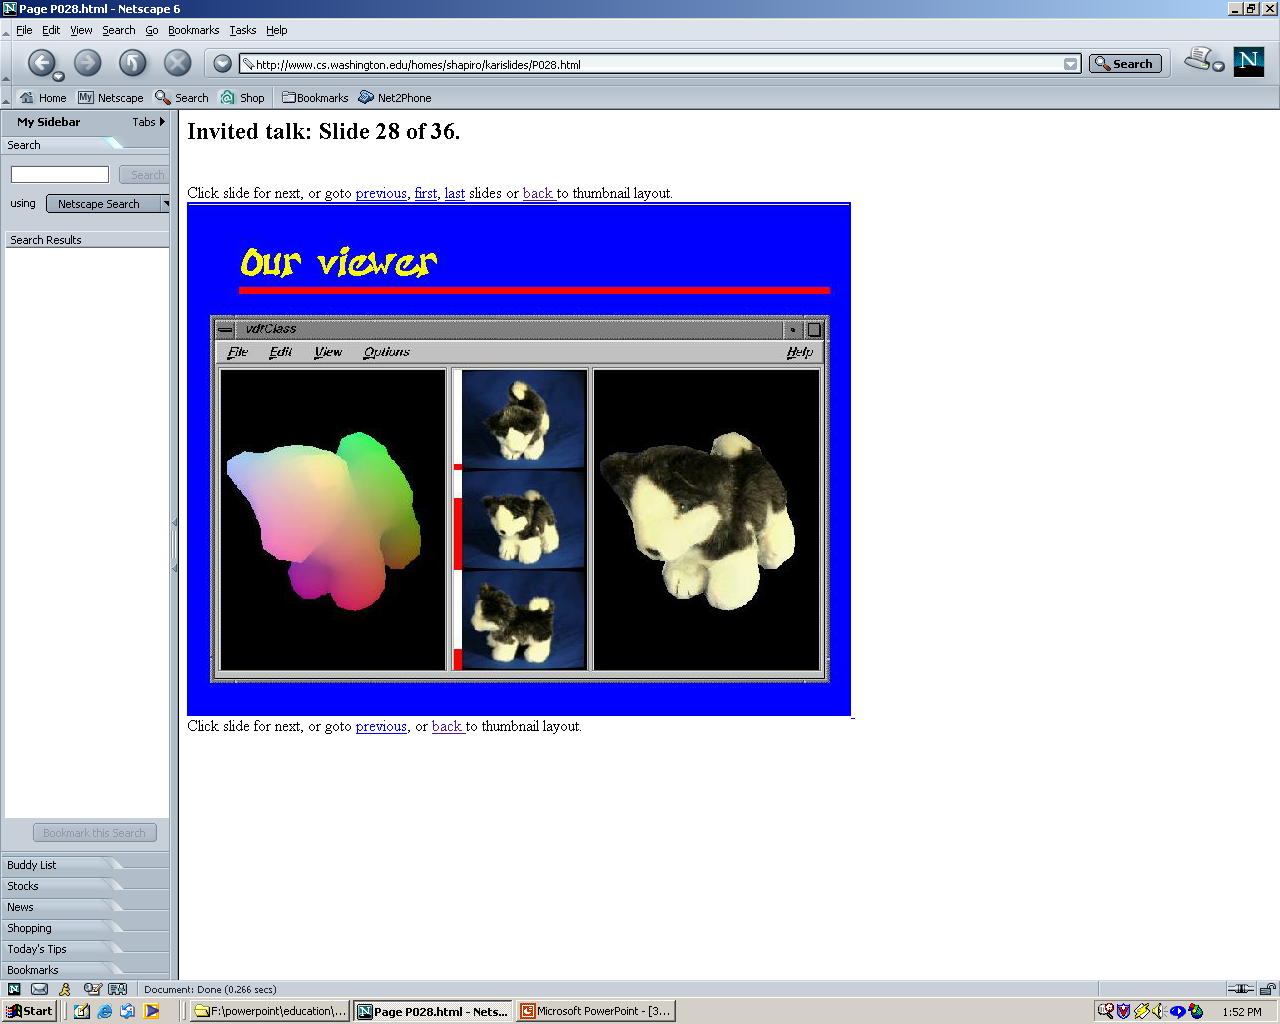 Page P028.html - Netscape 6
File Edit View Search Go Bookmarks Tasks Help
http://www.cs.washington.edu/homes/shapiro/karislides/P028.html Search N
Home My Netscape Search Shop Bookmarks Net2Phone
My Sidebar Tabs
Search
Search
using Netscape Search
Search Results
Bookmark this Search
Buddy List
Stocks
News
Shopping
Today's Tips
Bookmarks
Invited talk: Slide 28 of 36.
Click slide for next, or goto previous, first, last slides or back to thumbnail layout.
Our viewer
vdtClass
File Edit View Options Help
Click slide for next, or goto previous, or back to thumbnail layout.
Document: Done (0.266 secs)
Start F:\powerpoint\education\... Page P028.html - Nets... Microsoft PowerPoint - [3... 1:52 PM